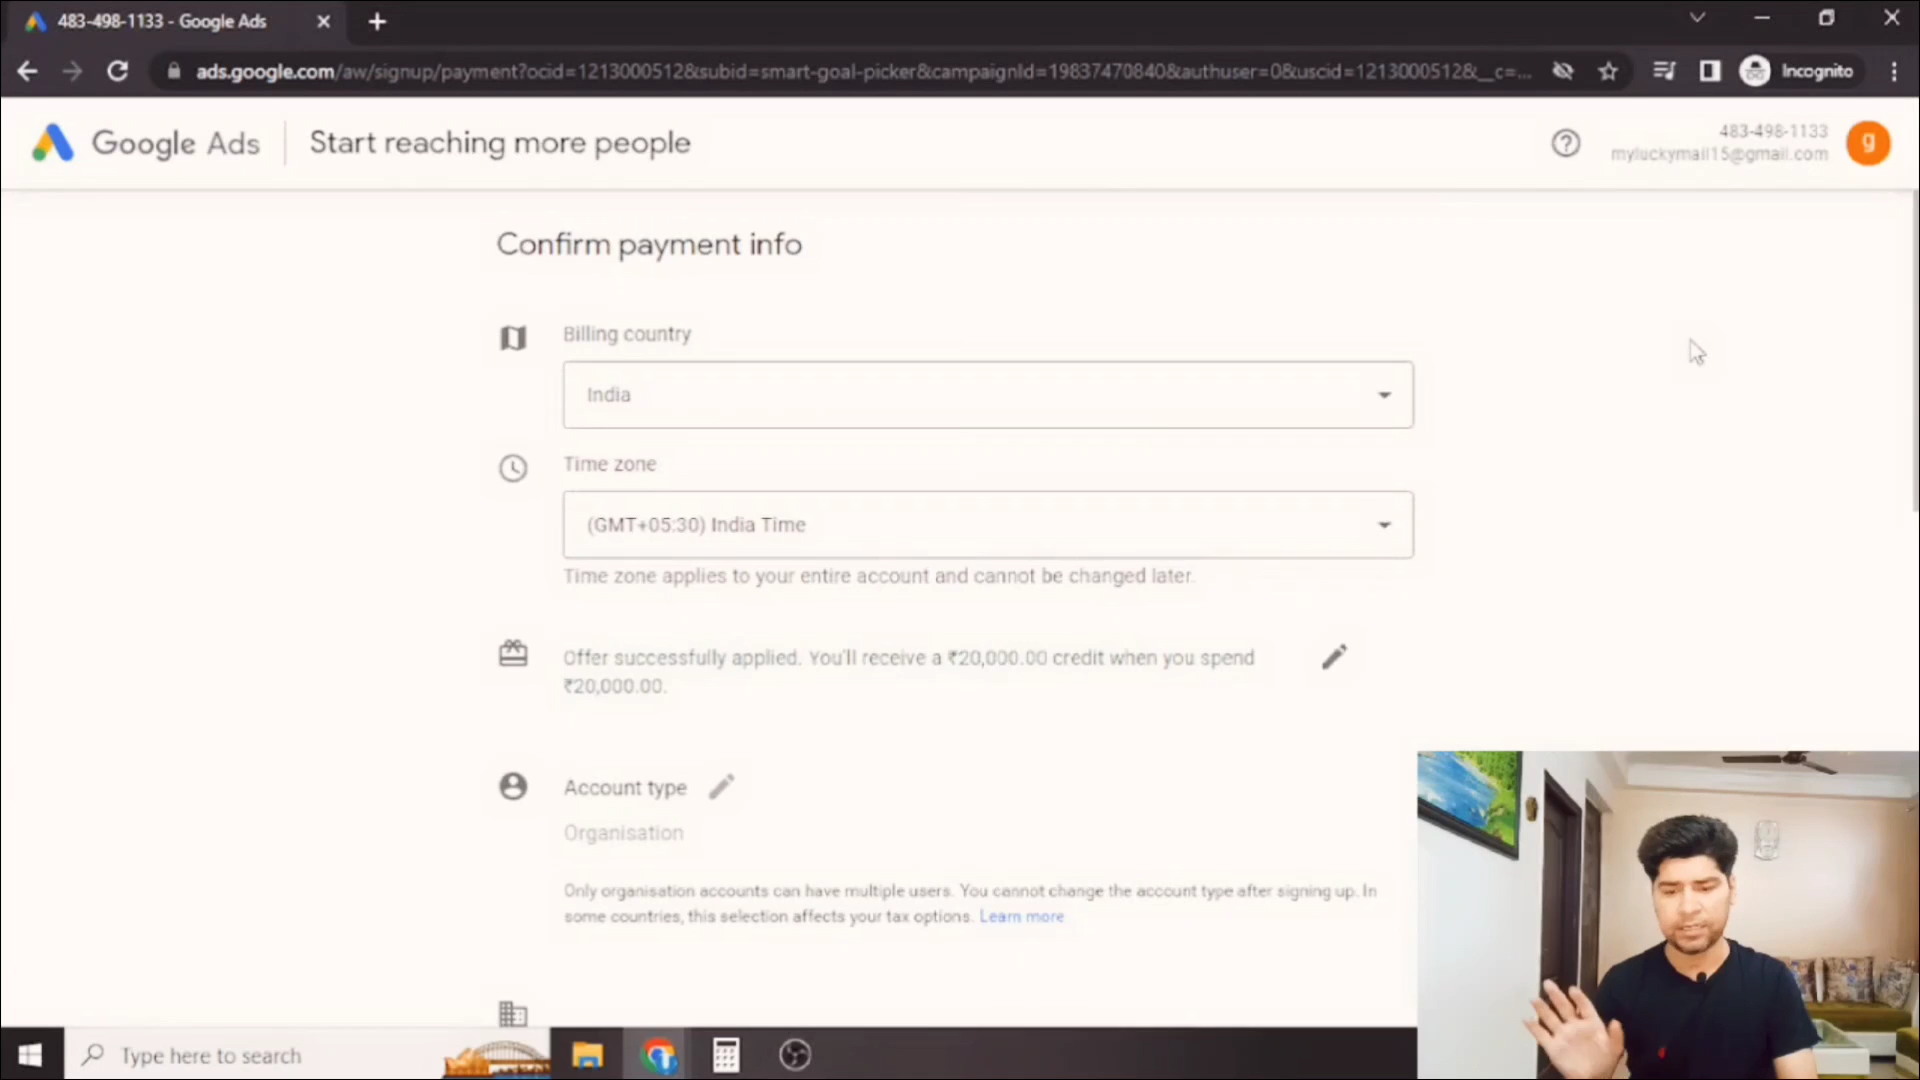 483-498-1133 - Google Ads
ads.google.com/aw/signup/payment?ocid=1213000512&subid=smart-goal-picker&campaignId=19837470840&authuser=0&uscid=1213000512&__c=...
Incognito
Google Ads
Start reaching more people
483-498-1133
myluckymail15@gmail.com
g
Confirm payment info
Billing country
India
Time zone
(GMT+05:30) India Time
Time zone applies to your entire account and cannot be changed later.
Offer successfully applied. You'll receive a ₹20,000.00 credit when you spend
₹20,000.00.
Account type
Organisation
Only organisation accounts can have multiple users. You cannot change the account type after signing up. In
some countries, this selection affects your tax options. Learn more
Type here to search